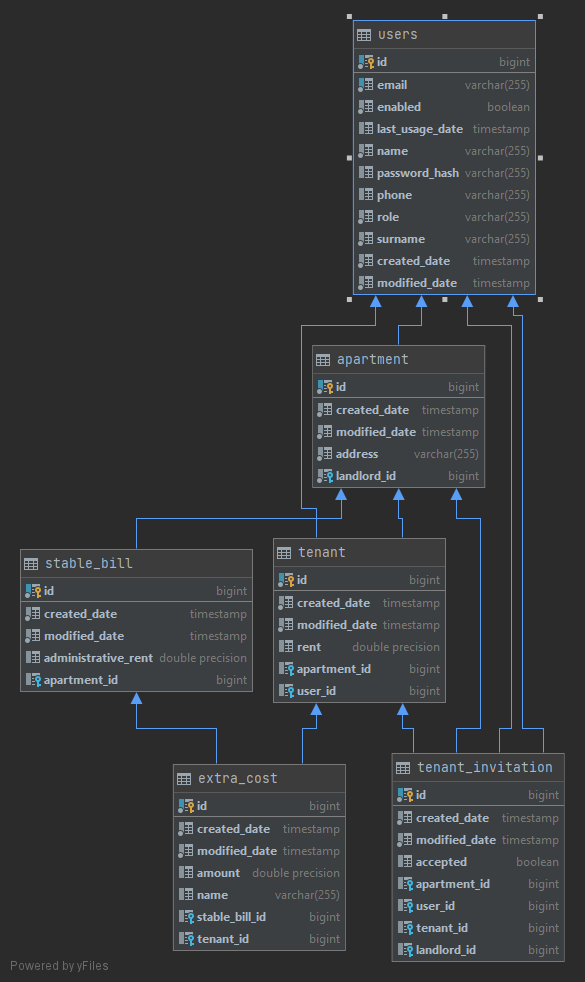 users
id bigint
email varchar(255)
enabled boolean
last_usage_date timestamp
name varchar(255)
password_hash varchar(255)
phone varchar(255)
role varchar(255)
surname varchar(255)
created_date timestamp
modified_date timestamp
apartment
id bigint
created_date timestamp
modified_date timestamp
address varchar(255)
landlord_id bigint
stable_bill
id bigint
created_date timestamp
modified_date timestamp
administrative_rent double precision
apartment_id bigint
tenant
id bigint
created_date timestamp
modified_date timestamp
rent double precision
apartment_id bigint
user_id bigint
extra_cost
id bigint
created_date timestamp
modified_date timestamp
amount double precision
name varchar(255)
stable_bill_id bigint
tenant_id bigint
tenant_invitation
id bigint
created_date timestamp
modified_date timestamp
accepted boolean
apartment_id bigint
user_id bigint
tenant_id bigint
landlord_id bigint
Powered by yFiles